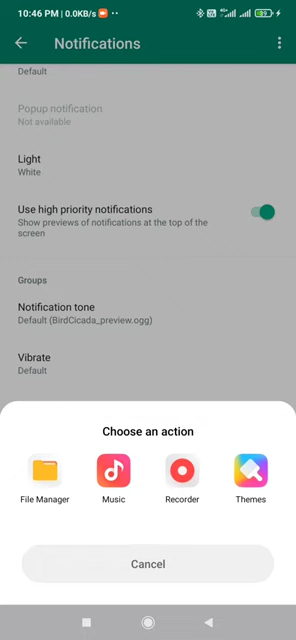 10:46 PM | 0.0KB/s
4G+
29
Notifications
Default
Popup notification
Not available
Light
White
Use high priority notifications
Show previews of notifications at the top of the
screen
Groups
Notification tone
Default (BirdCicada_preview.ogg)
Vibrate
Default
Choose an action
File Manager
Music
Recorder
Themes
Cancel